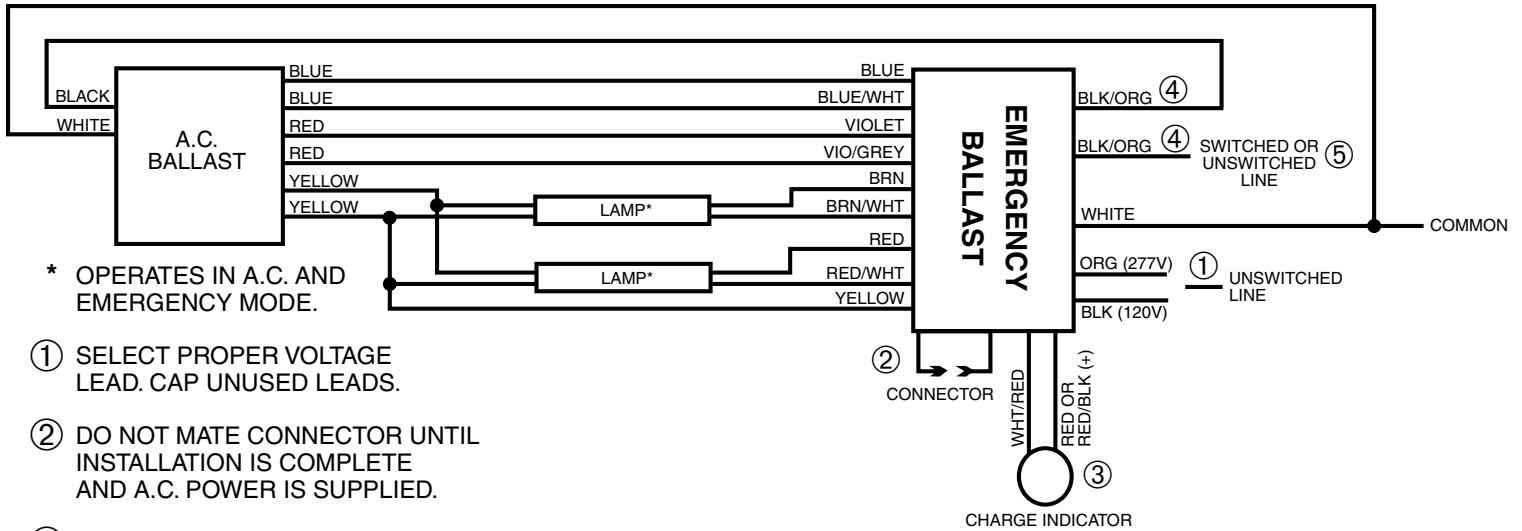 BLACK
WHITE
A.C.
BALLAST
BLUE
BLUE
RED
RED
YELLOW
YELLOW
LAMP*
LAMP*
BLUE
BLUE/WHT
VIOLET
VIO/GREY
BRN
BRN/WHT
RED
RED/WHT
YELLOW
EMERGENCY
BALLAST
BLK/ORG ④
BLK/ORG ④ SWITCHED OR
UNSWITCHED ⑤
LINE
WHITE
COMMON
ORG (277V)
① UNSWITCHED
LINE
BLK (120V)
②
CONNECTOR
WHT/RED
RED OR
RED/BLK (+)
③
CHARGE INDICATOR
* OPERATES IN A.C. AND
EMERGENCY MODE.
① SELECT PROPER VOLTAGE
LEAD. CAP UNUSED LEADS.
② DO NOT MATE CONNECTOR UNTIL
INSTALLATION IS COMPLETE
AND A.C. POWER IS SUPPLIED.